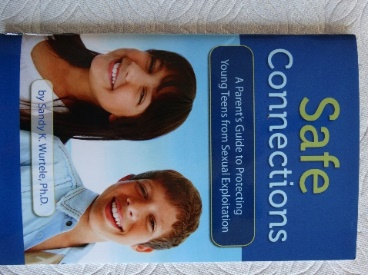 Safe
Connections
A Parent's Guide to Protecting
Young Teens from Sexual Exploitation
by Sandy K. Wurtele, Ph.D.